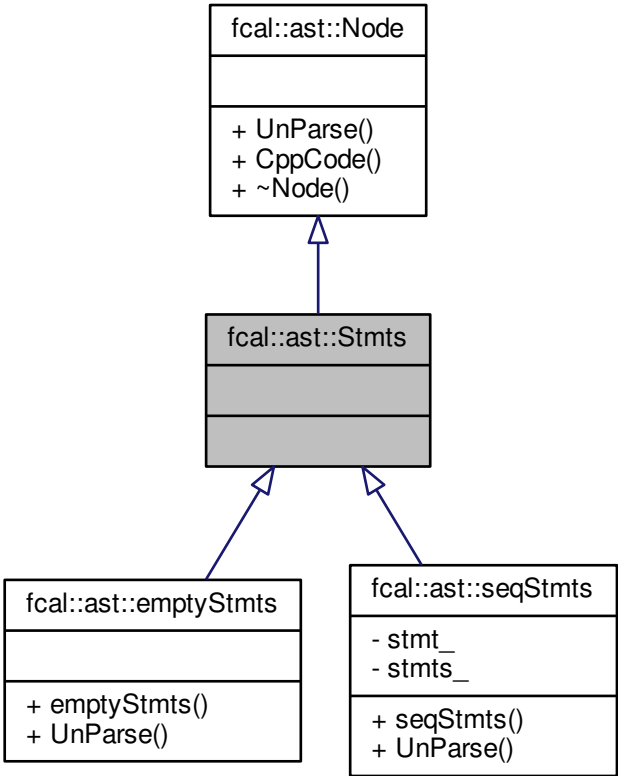 fcal::ast::Node
+ UnParse()
+ CppCode()
+ ~Node()
fcal::ast::Stmts
fcal::ast::emptyStmts
+ emptyStmts()
+ UnParse()
fcal::ast::seqStmts
- stmt_
- stmts_
+ seqStmts()
+ UnParse()